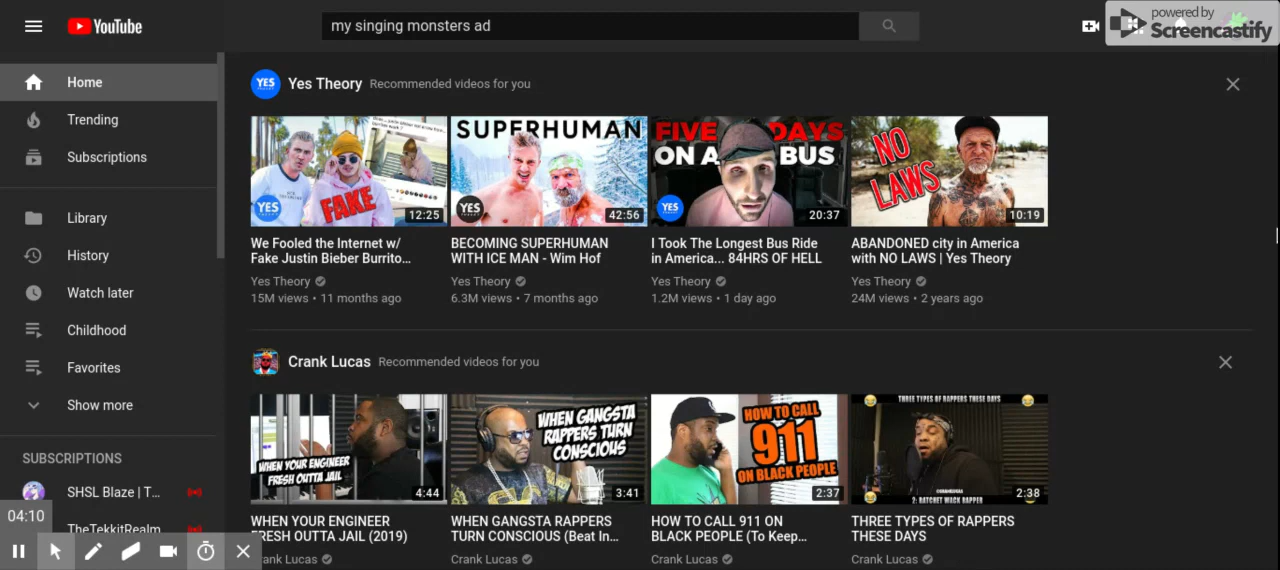 YouTube
my singing monsters ad
powered by
Screencastify
Home
Trending
Subscriptions
Library
History
Watch later
Childhood
Favorites
Show more
SUBSCRIPTIONS
SHSL Blaze | T...
TheTekkitRealm
04:10
YES
Yes Theory Recommended videos for you
FAKE
YES
12:25
SUPERHUMAN
YES
42:56
FIVE DAYS
ON A BUS
YES
20:37
NO
LAWS
10:19
We Fooled the Internet w/
Fake Justin Bieber Burrito...
Yes Theory
15M views • 11 months ago
BECOMING SUPERHUMAN
WITH ICE MAN - Wim Hof
Yes Theory
6.3M views • 7 months ago
I Took The Longest Bus Ride
in America... 84HRS OF HELL
Yes Theory
1.2M views • 1 day ago
ABANDONED city in America
with NO LAWS | Yes Theory
Yes Theory
24M views • 2 years ago
Crank Lucas Recommended videos for you
WHEN YOUR ENGINEER
FRESH OUTTA JAIL
4:44
WHEN GANGSTA
RAPPERS TURN
CONSCIOUS
3:41
HOW TO CALL
911
ON BLACK PEOPLE
2:37
THREE TYPES OF RAPPERS THESE DAYS
2: RATCHET WACK RAPPER
2:38
WHEN YOUR ENGINEER
FRESH OUTTA JAIL (2019)
Crank Lucas
WHEN GANGSTA RAPPERS
TURN CONSCIOUS (Beat In...
Crank Lucas
HOW TO CALL 911 ON
BLACK PEOPLE (To Keep...
Crank Lucas
THREE TYPES OF RAPPERS
THESE DAYS
Crank Lucas